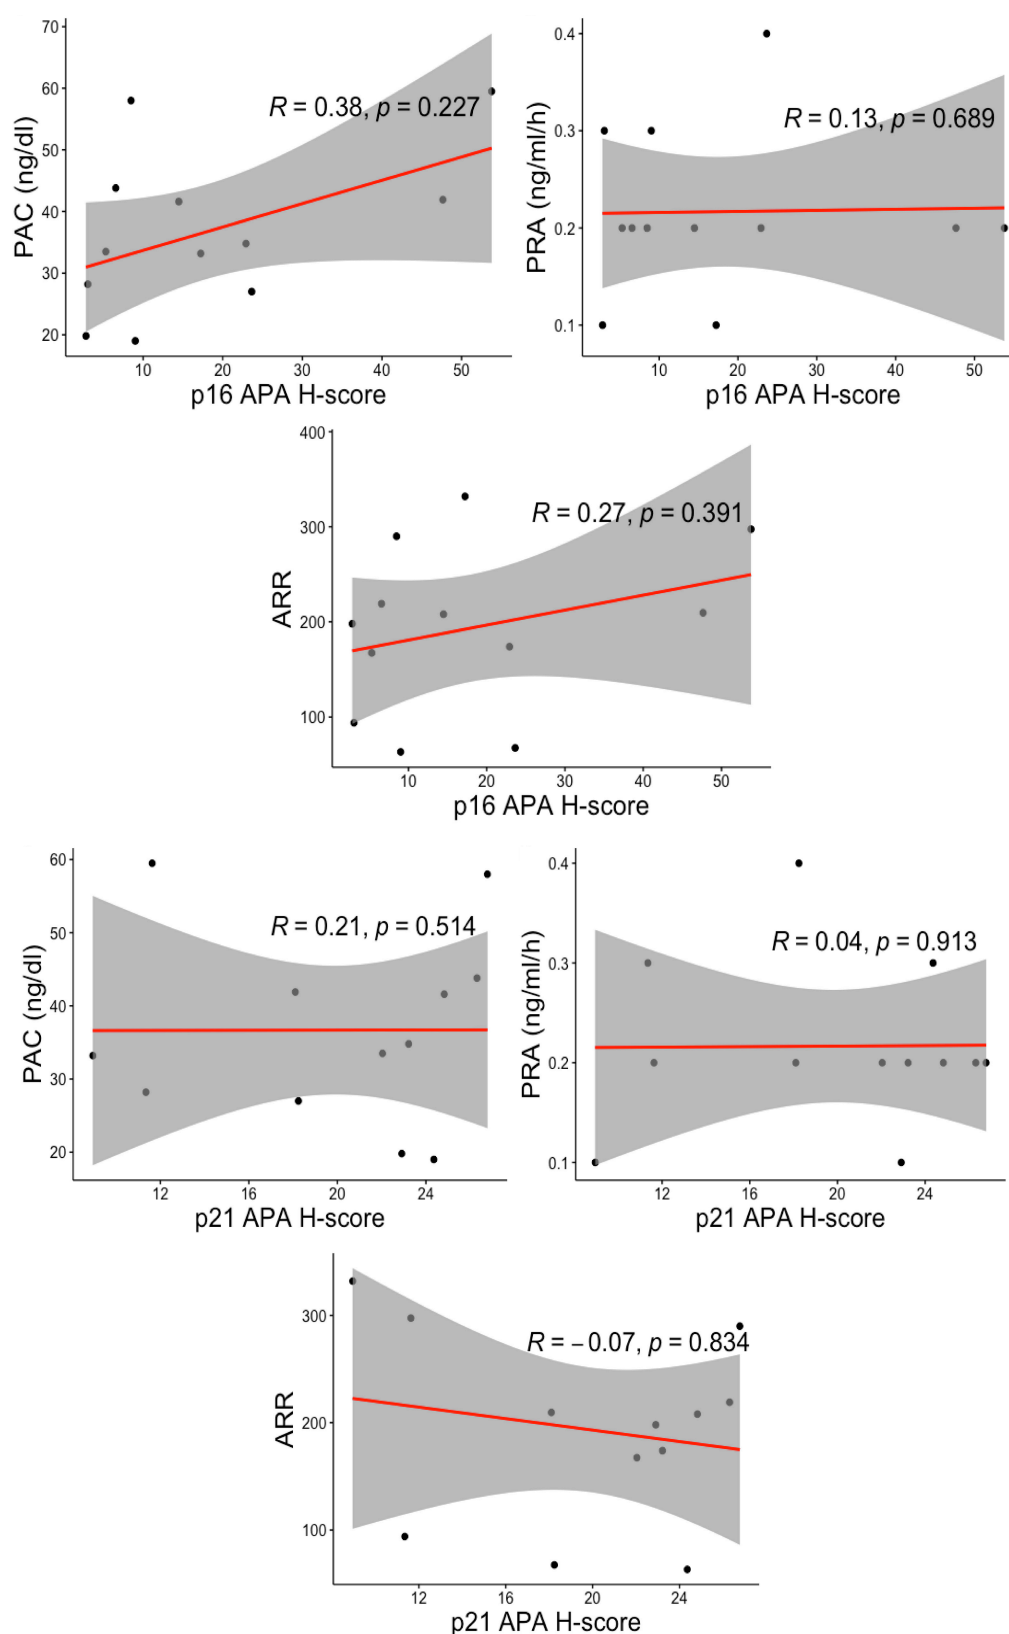 70
60
50
40
30
20
PAC (ng/dl)
R = 0.38, p = 0.227
10 20 30 40 50
p16 APA H-score
0.4
0.3
0.2
0.1
PRA (ng/ml/h)
R = 0.13, p = 0.689
10 20 30 40 50
p16 APA H-score
400
300
200
100
ARR
R = 0.27, p = 0.391
10 20 30 40 50
p16 APA H-score
60
50
40
30
20
PAC (ng/dl)
R = 0.21, p = 0.514
12 16 20 24
p21 APA H-score
0.4
0.3
0.2
0.1
PRA (ng/ml/h)
R = 0.04, p = 0.913
12 16 20 24
p21 APA H-score
300
200
100
ARR
R = −0.07, p = 0.834
12 16 20 24
p21 APA H-score